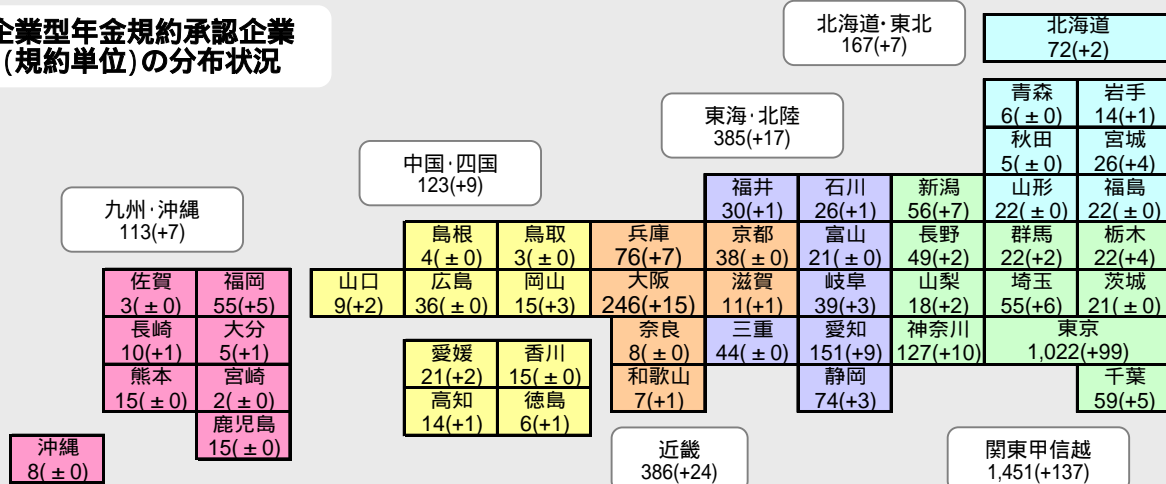 企業型年金規約承認企業
(規約単位)の分布状況
北海道・東北
167(+7)
北海道
72(+2)
青森
6(±0)
岩手
14(+1)
東海・北陸
385(+17)
秋田
5(±0)
宮城
26(+4)
中国・四国
123(+9)
福井
30(+1)
石川
26(+1)
新潟
56(+7)
山形
22(±0)
福島
22(±0)
九州・沖縄
113(+7)
島根
4(±0)
鳥取
3(±0)
兵庫
76(+7)
京都
38(±0)
富山
21(±0)
長野
49(+2)
群馬
22(+2)
栃木
22(+4)
佐賀
3(±0)
福岡
55(+5)
山口
9(+2)
広島
36(±0)
岡山
15(+3)
大阪
246(+15)
滋賀
11(+1)
岐阜
39(+3)
山梨
18(+2)
埼玉
55(+6)
茨城
21(±0)
長崎
10(+1)
大分
5(+1)
奈良
8(±0)
三重
44(±0)
愛知
151(+9)
神奈川
127(+10)
東京
1,022(+99)
愛媛
21(+2)
香川
15(±0)
熊本
15(±0)
宮崎
2(±0)
和歌山
7(+1)
静岡
74(+3)
千葉
59(+5)
高知
14(+1)
徳島
6(+1)
鹿児島
15(±0)
沖縄
8(±0)
近畿
386(+24)
関東甲信越
1,451(+137)